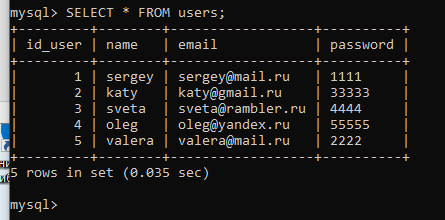 mysql> SELECT * FROM users;
+---------+--------+------------------+----------+
| id_user | name   | email            | password |
+---------+--------+------------------+----------+
|       1 | sergey | sergey@mail.ru   | 1111     |
|       2 | katy   | katy@gmail.ru    | 33333    |
|       3 | sveta  | sveta@rambler.ru | 4444     |
|       4 | oleg   | oleg@yandex.ru   | 55555    |
|       5 | valera | valera@mail.ru   | 2222     |
+---------+--------+------------------+----------+
5 rows in set (0.035 sec)
mysql>